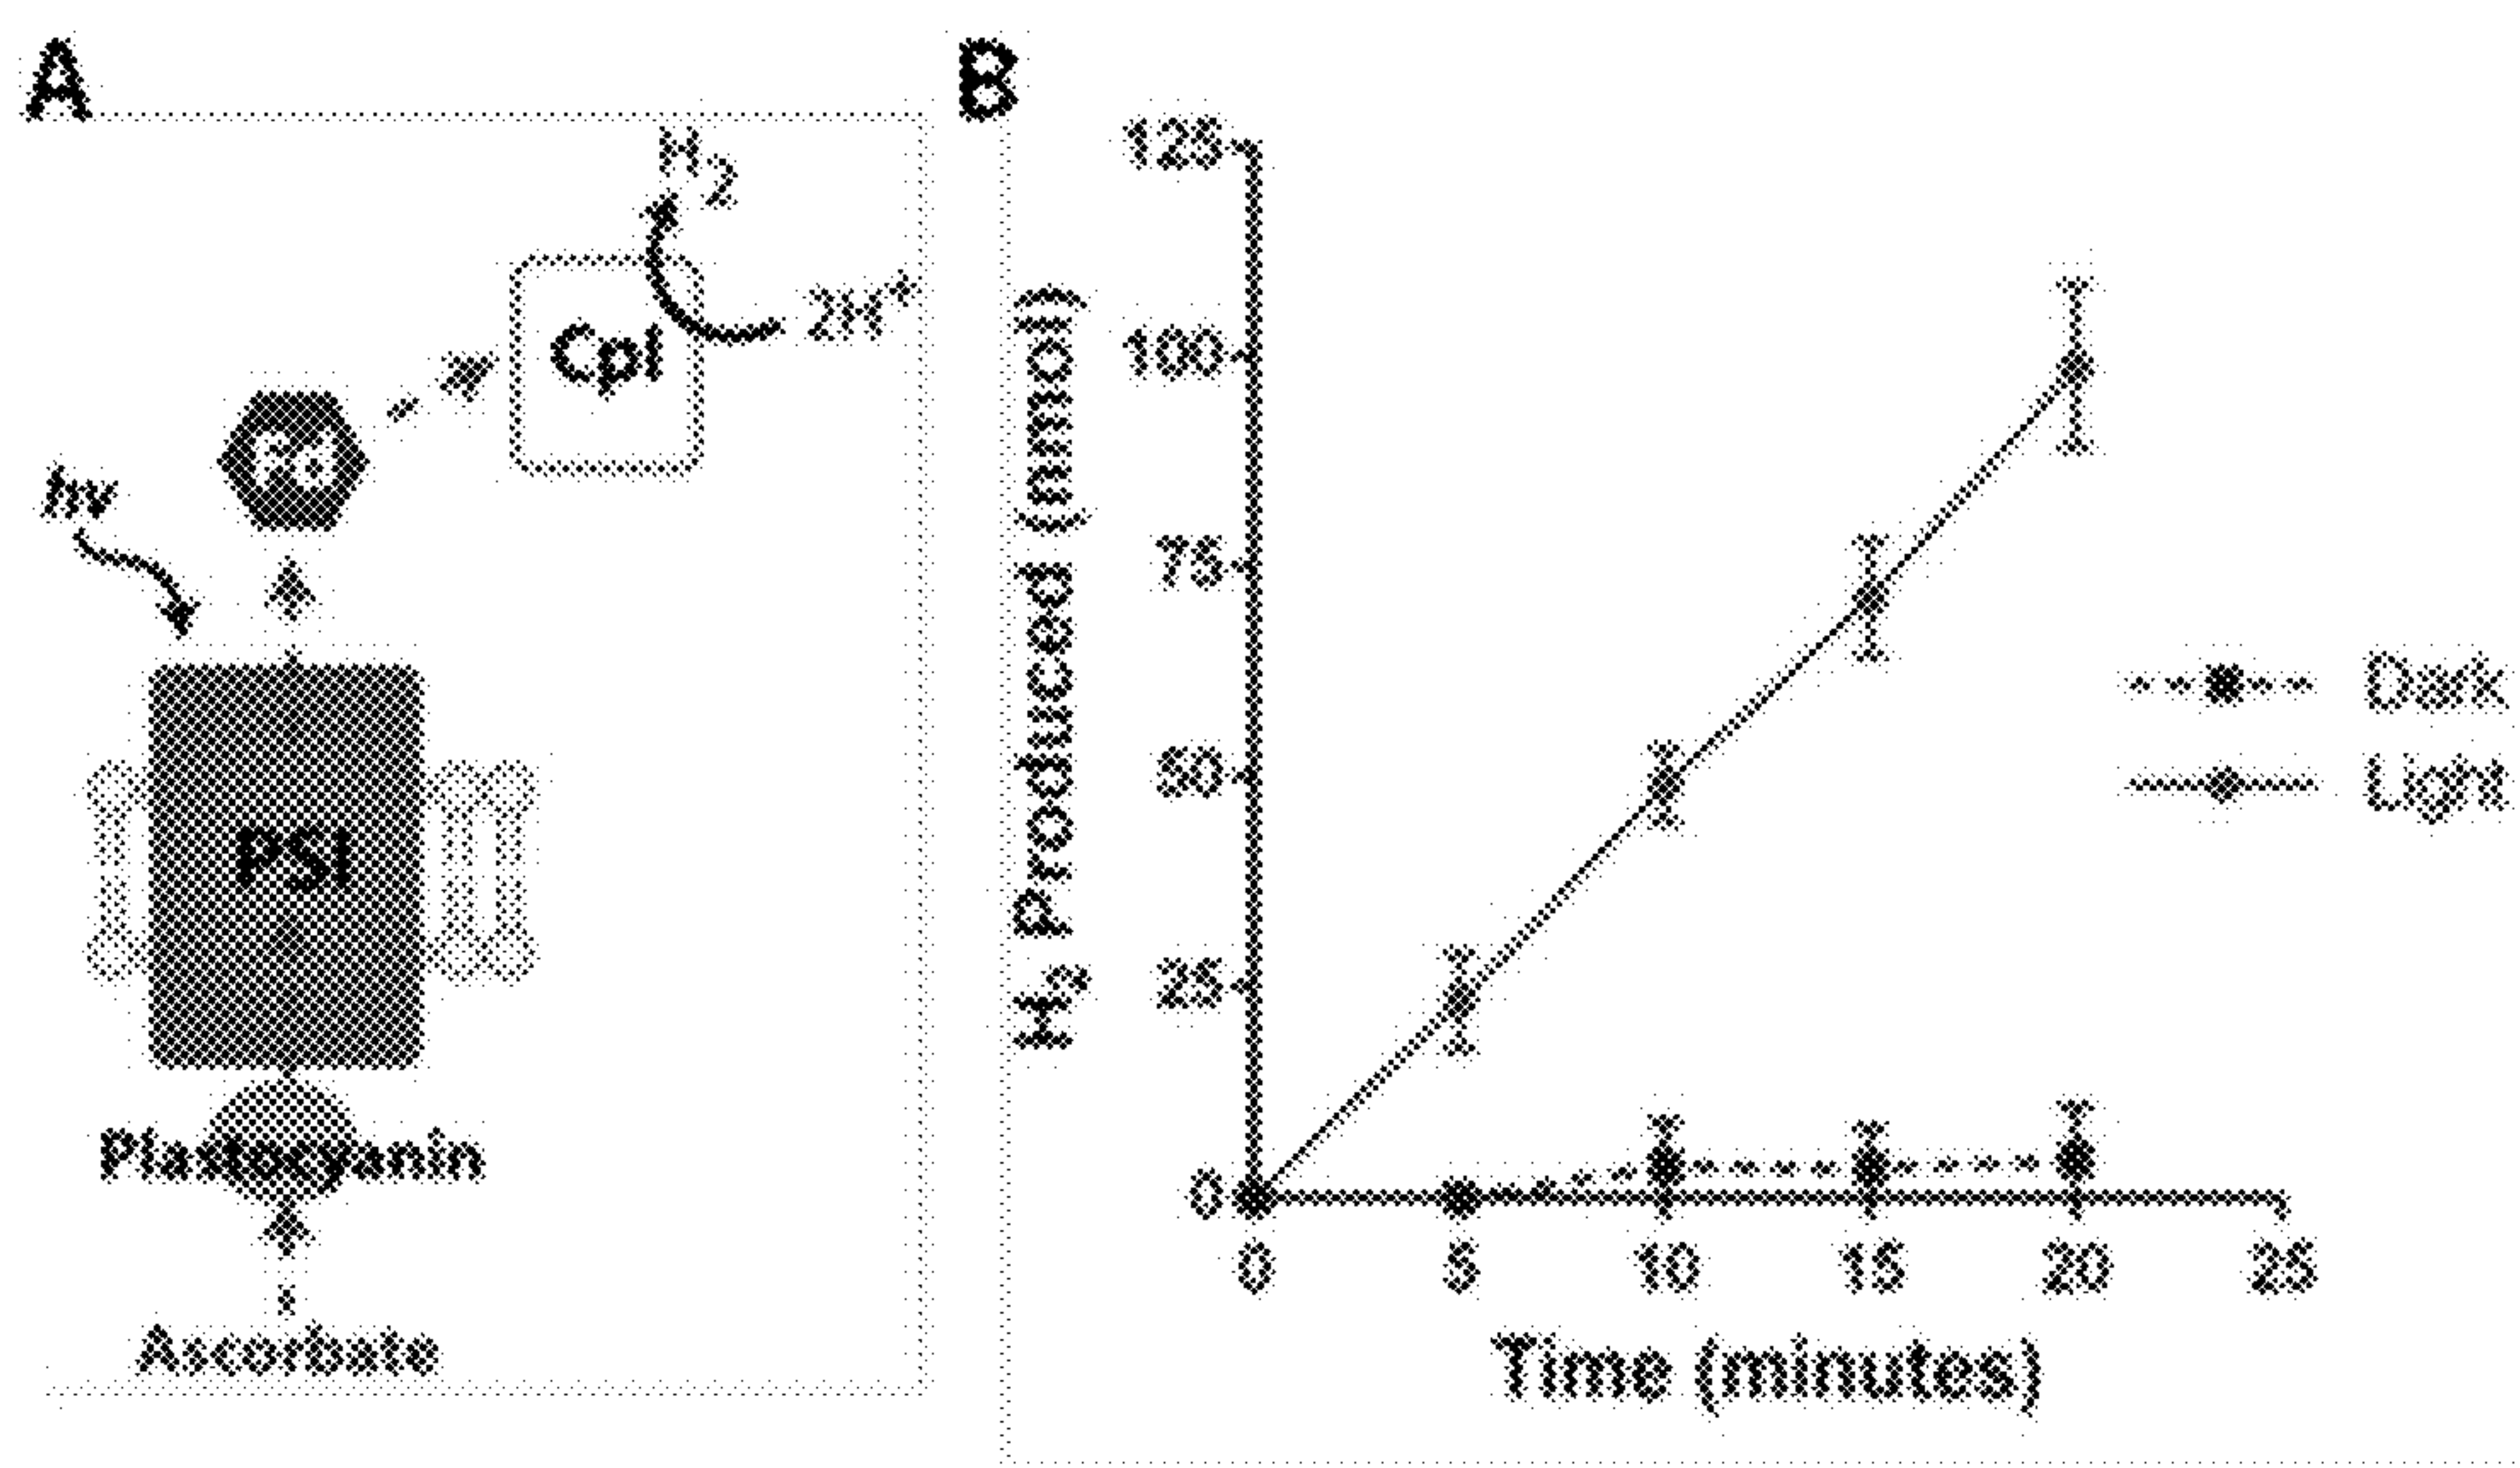 A
H2
2H+
CpI
Fd
hv
PSI
Plastocyanin
Ascorbate
B
H2 Produced (nmol)
125
100
75
50
25
0
0 5 10 15 20 25
Time (minutes)
Dark
Light